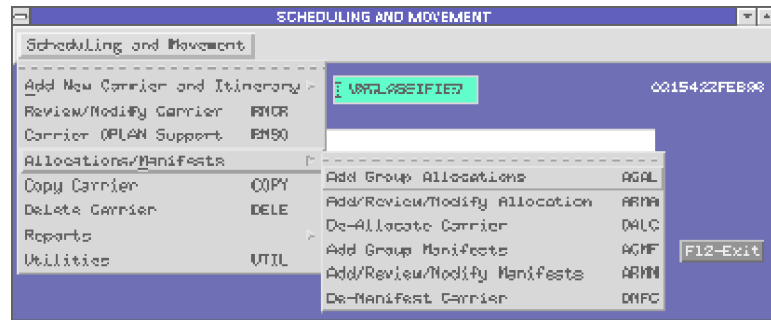 SCHEDULING AND MOVEMENT
Scheduling and Movement
Add New Carrier and Itinerary
UNCLASSIFIED
Review/Modify Carrier RMCR
Carrier OPLAN Support RMSO
Allocations/Manifests
Copy Carrier COPY
Delete Carrier DELE
Reports
Utilities UTIL
Add Group Allocations AGAL
Add/Review/Modify Allocation ARMA
De-Allocate Carrier DALC
Add Group Manifests AGMF
Add/Review/Modify Manifests ARMM
De-Manifest Carrier DMFC
F12-Exit